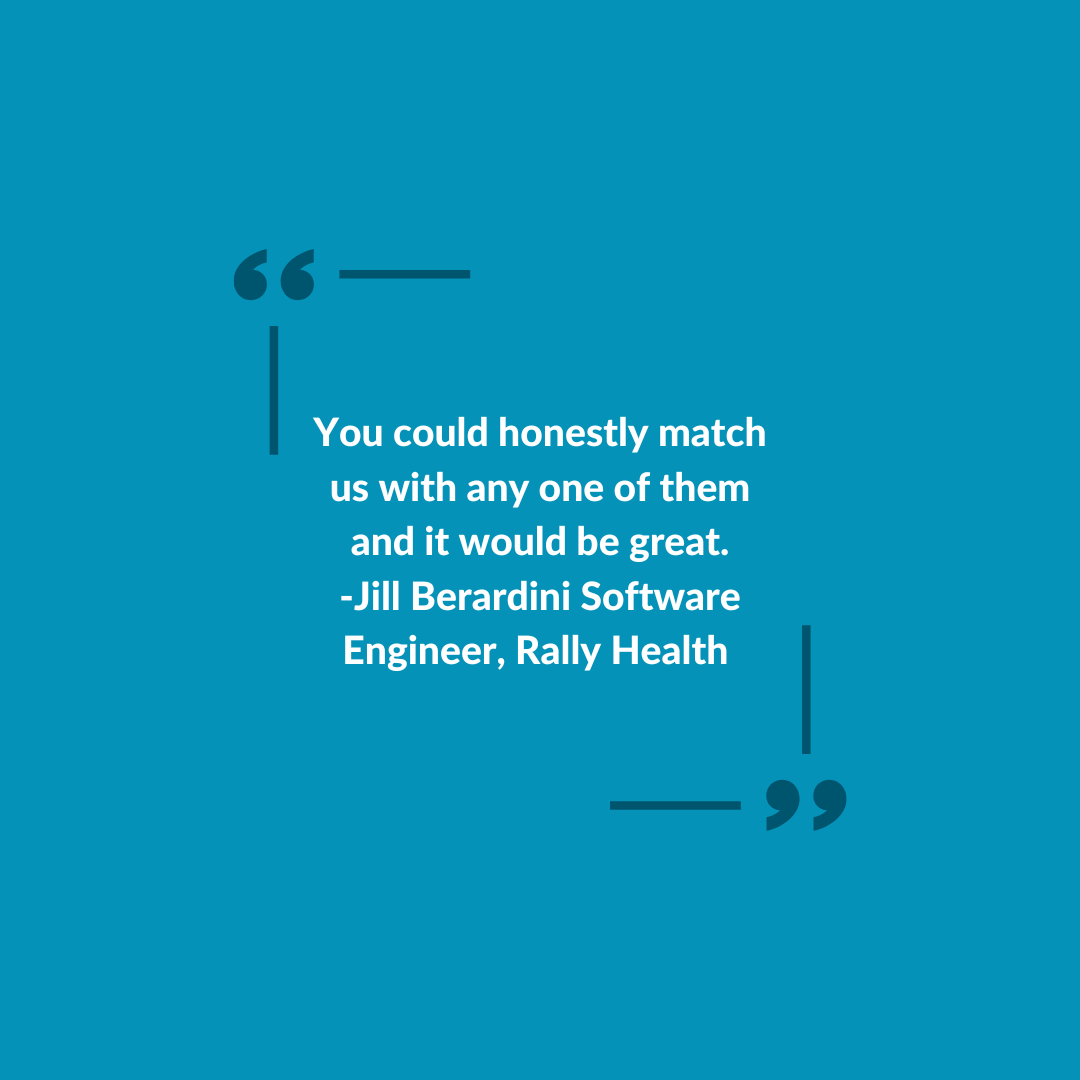 You could honestly match
us with any one of them
and it would be great.
-Jill Berardini Software
Engineer, Rally Health